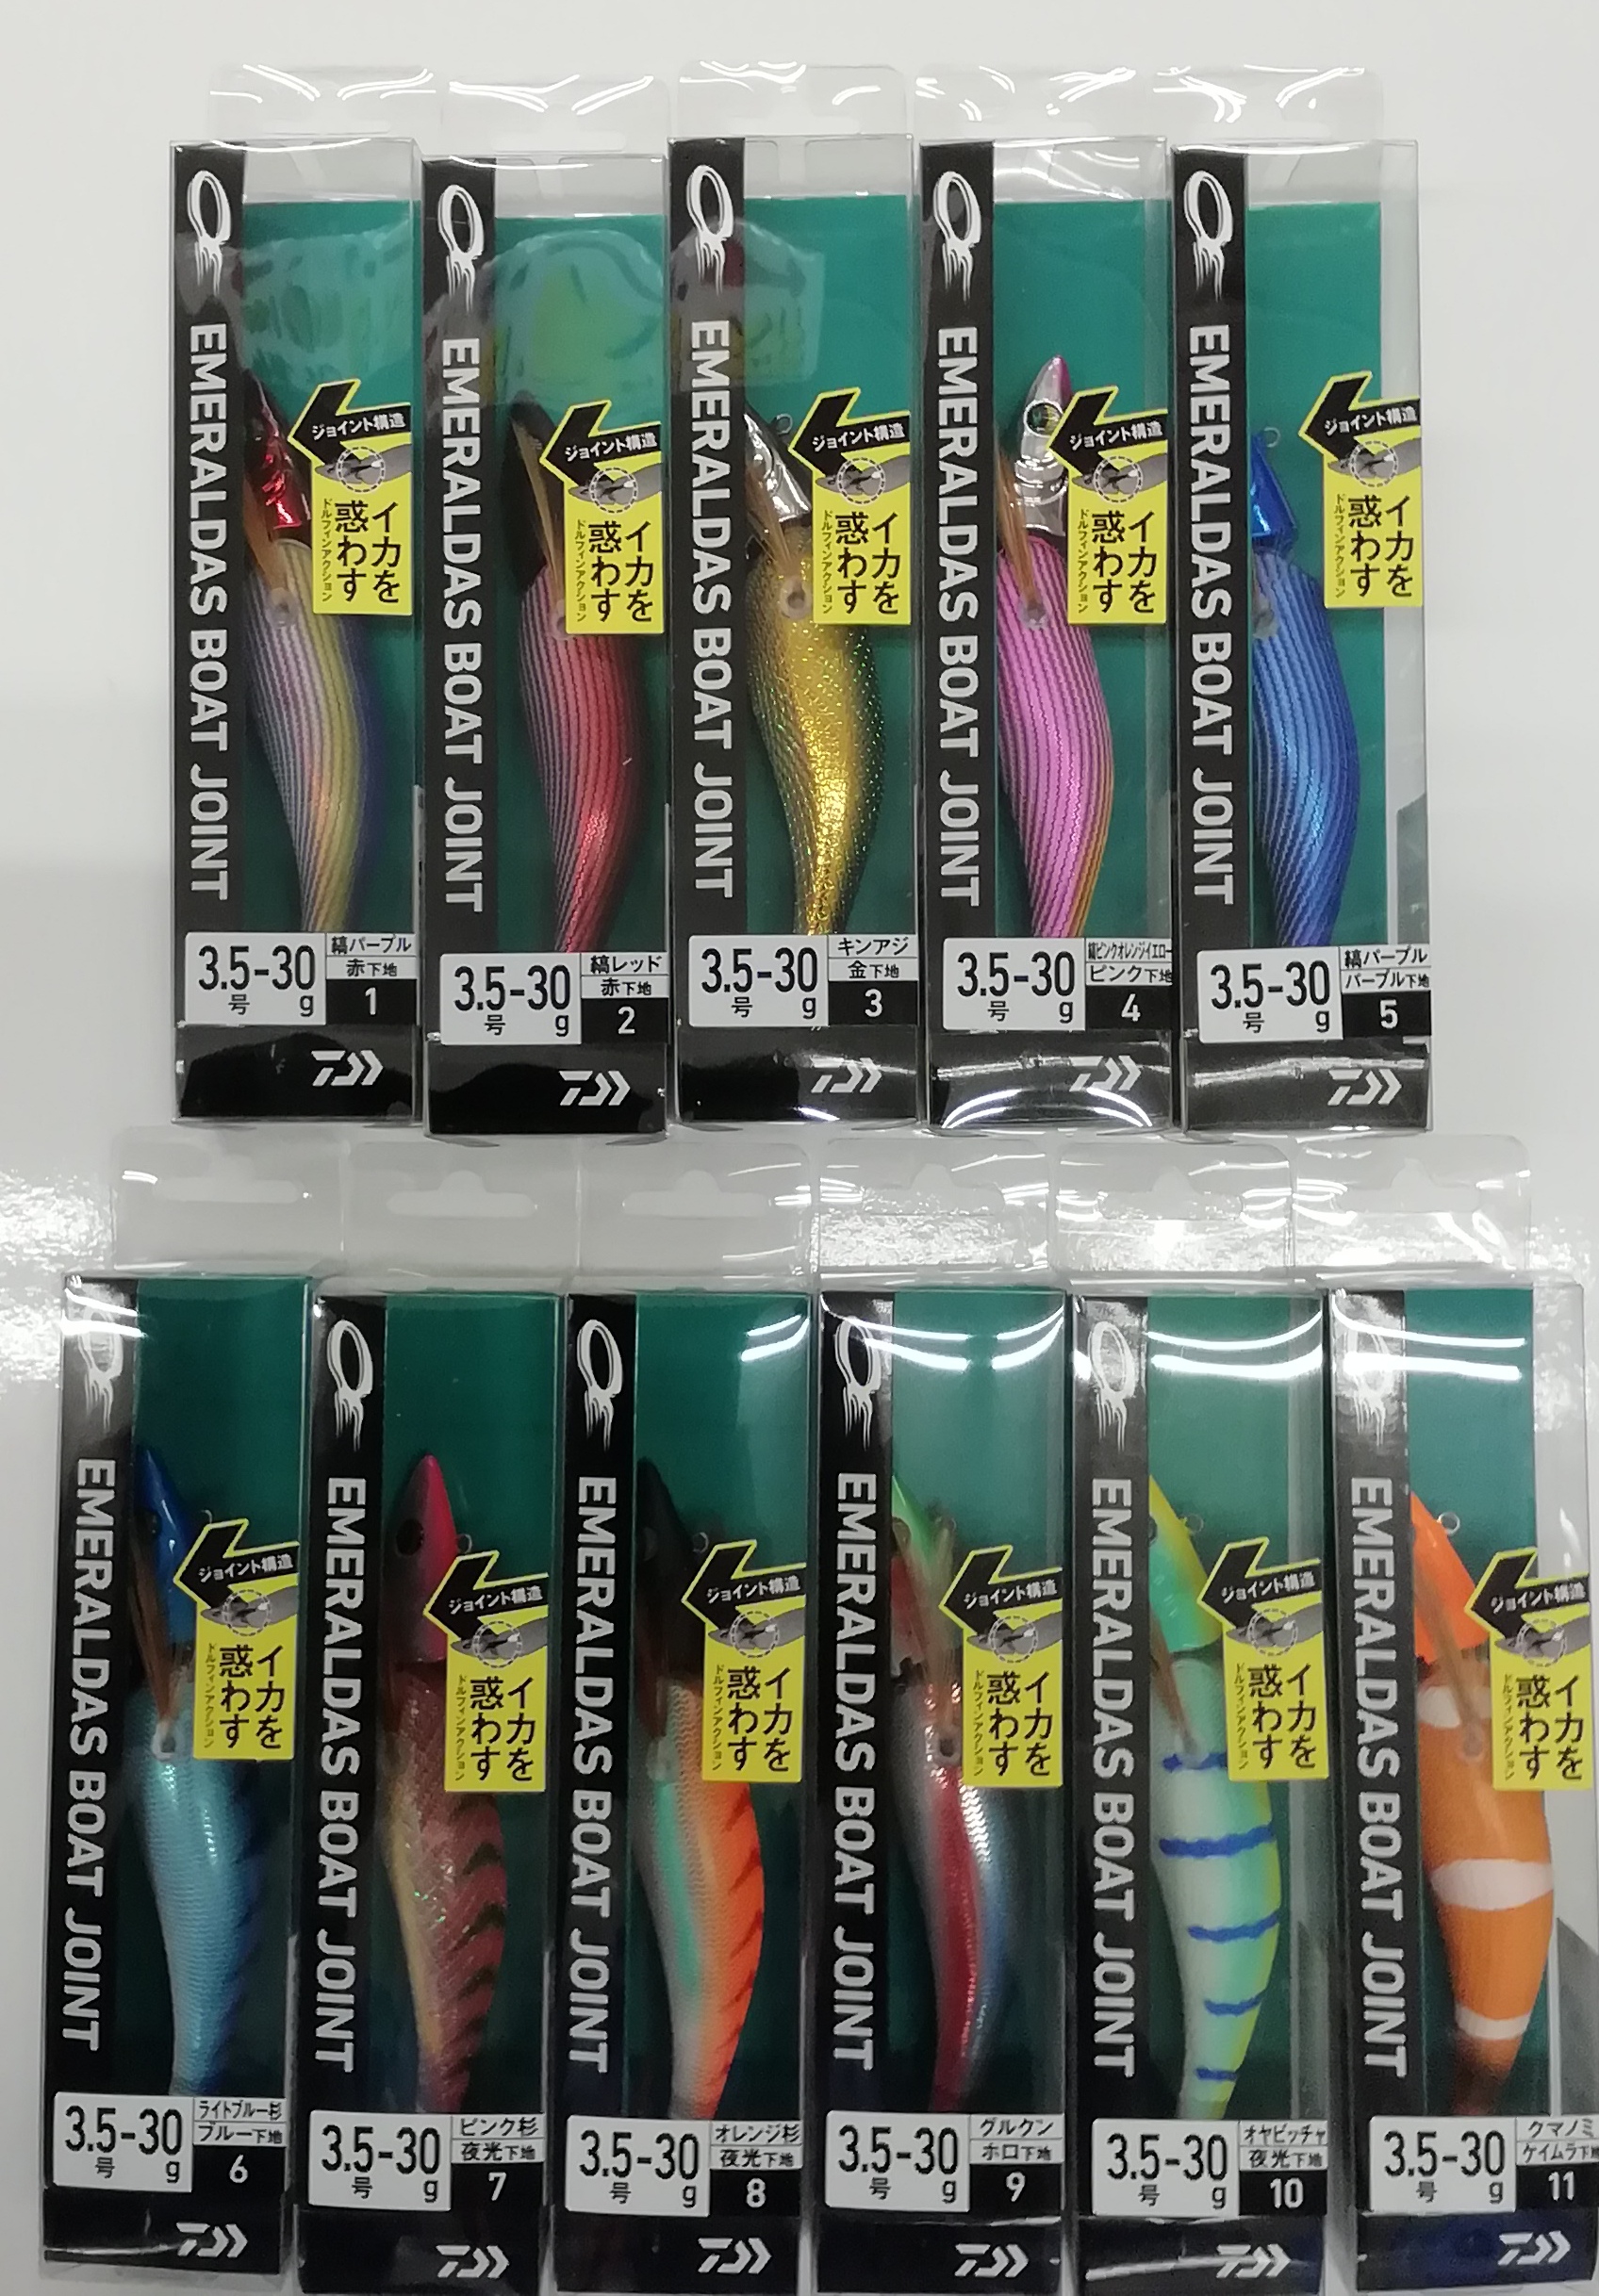 EMERALDAS BOAT JOINT
ジョイント構造
イカを
惑わす
ドルフィンアクション
3.5-30
号 g
縞パープル
赤下地
1
EMERALDAS BOAT JOINT
ジョイント構造
イカを
惑わす
ドルフィンアクション
3.5-30
号 g
縞レッド
赤下地
2
EMERALDAS BOAT JOINT
ジョイント構造
イカを
惑わす
ドルフィンアクション
3.5-30
号 g
キンアジ
金下地
3
EMERALDAS BOAT JOINT
ジョイント構造
イカを
惑わす
ドルフィンアクション
3.5-30
号 g
縞ピンクオレンジイエロー
ピンク下地
4
EMERALDAS BOAT JOINT
ジョイント構造
イカを
惑わす
ドルフィンアクション
3.5-30
号 g
縞パープル
パープル下地
5
EMERALDAS BOAT JOINT
ジョイント構造
イカを
惑わす
ドルフィンアクション
3.5-30
号 g
ライトブルー杉
ブルー下地
6
EMERALDAS BOAT JOINT
ジョイント構造
イカを
惑わす
ドルフィンアクション
3.5-30
号 g
ピンク杉
夜光下地
7
EMERALDAS BOAT JOINT
ジョイント構造
イカを
惑わす
ドルフィンアクション
3.5-30
号 g
オレンジ杉
夜光下地
8
EMERALDAS BOAT JOINT
ジョイント構造
イカを
惑わす
ドルフィンアクション
3.5-30
号 g
グルクン
ホロ下地
9
EMERALDAS BOAT JOINT
ジョイント構造
イカを
惑わす
ドルフィンアクション
3.5-30
号 g
オヤビッチャ
夜光下地
10
EMERALDAS BOAT JOINT
ジョイント構造
イカを
惑わす
ドルフィンアクション
3.5-30
号 g
クマノミ
ケイムラ下地
11